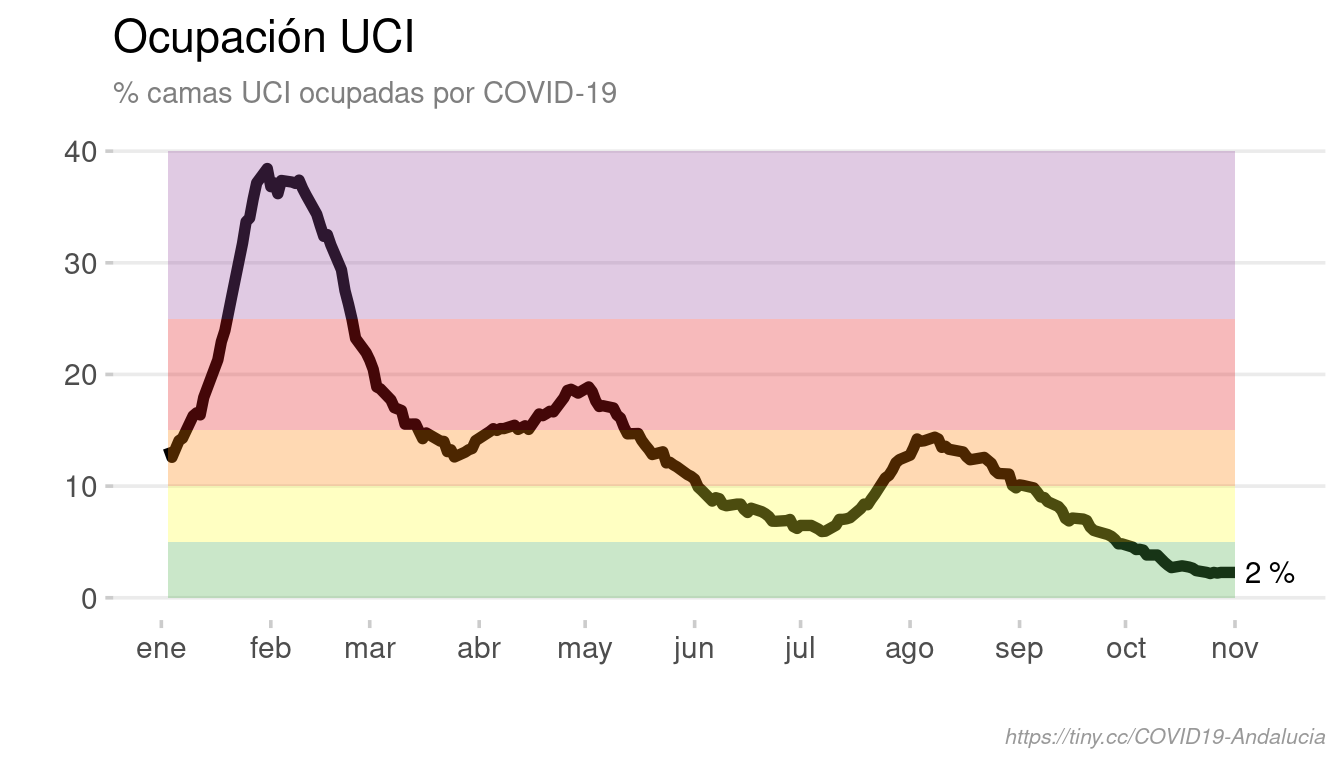 Ocupación UCI
% camas UCI ocupadas por COVID-19
40
30
20
10
0
2 %
ene feb mar abr may jun jul ago sep oct nov
https://tiny.cc/COVID19-Andalucia